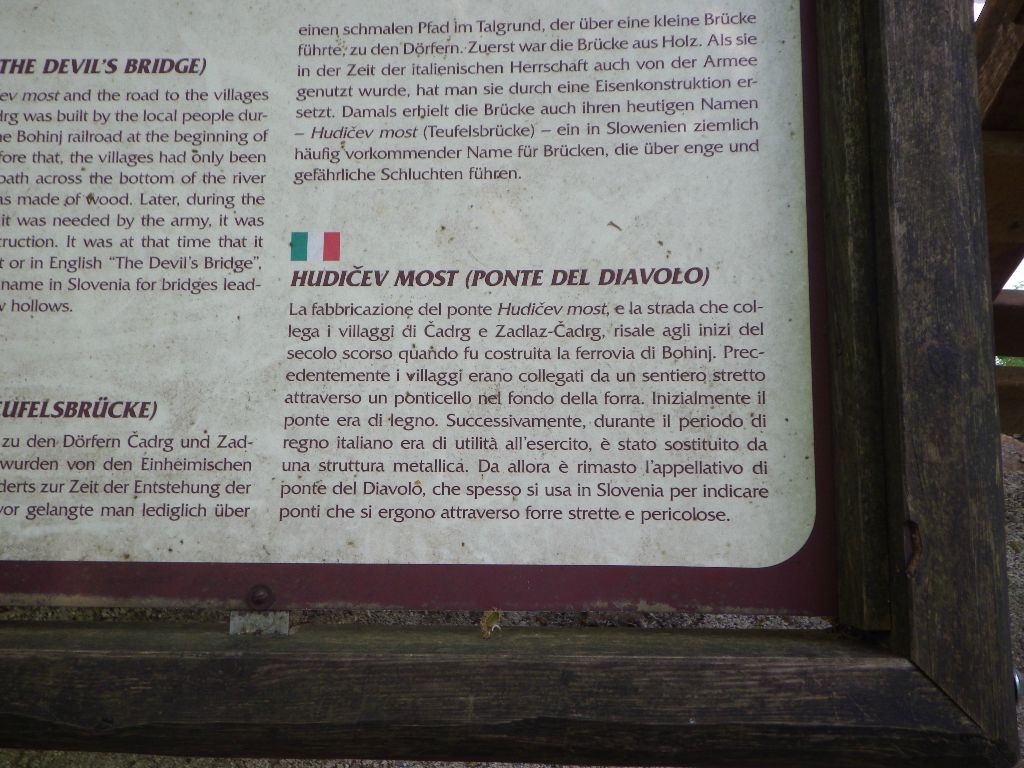 THE DEVIL'S BRIDGE)
most and the road to the villages
was built by the local people dur-
Bohinj railroad at the beginning of
that, the villages had only been
across the bottom of the river
made of wood. Later, during the
it was needed by the army, it was
It was at that time that it
or in English “The Devil's Bridge”,
name in Slovenia for bridges lead-
hollows.
zu den Dörfern Čadrg und Zad-
wurden von den Einheimischen
zur Zeit der Entstehung der
gelangte man lediglich über
einen schmalen Pfad im Talgrund, der über eine kleine Brücke
führte, zu den Dörfern. Zuerst war die Brücke aus Holz. Als sie
in der Zeit der italienischen Herrschaft auch von der Armee
genutzt wurde, hat man sie durch eine Eisenkonstruktion er-
setzt. Damals erhielt die Brücke auch ihren heutigen Namen
– Hudičev most (Teufelsbrücke) – ein in Slowenien ziemlich
häufig vorkommender Name für Brücken, die über enge und
gefährliche Schluchten führen.
HUDIČEV MOST (PONTE DEL DIAVOLO)
La fabbricazione del ponte Hudičev most, e la strada che col-
lega i villaggi di Čadrg e Zadlaz-Čadrg, risale agli inizi del
secolo scorso quando fu costruita la ferrovia di Bohinj. Prec-
edentemente i villaggi erano collegati da un sentiero stretto
attraverso un ponticello nel fondo della forra. Inizialmente il
ponte era di legno. Successivamente, durante il periodo di
regno italiano era di utilità all'esercito, è stato sostituito da
una struttura metallica. Da allora è rimasto l'appellativo di
ponte del Diavolo, che spesso si usa in Slovenia per indicare
ponti che si ergono attraverso forre strette e pericolose.